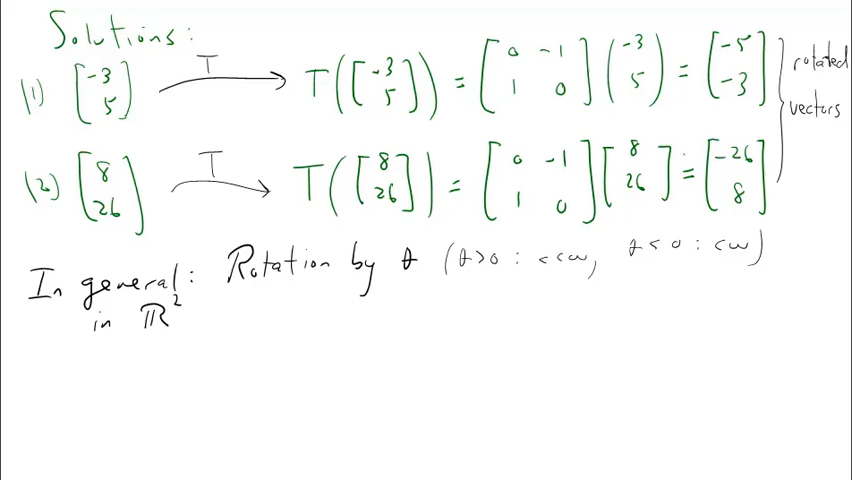 Solutions:
(1) [-3 5] T T([-3 5]) = [0 -1 1 0] (-3 5) = [-5 -3] rotated vectors
(2) [8 26] T T([8 26]) = [0 -1 1 0] [8 26] = [-26 8]
In general: Rotation by θ (θ>0 : ccw, θ<0 : cw)
in ℝ²